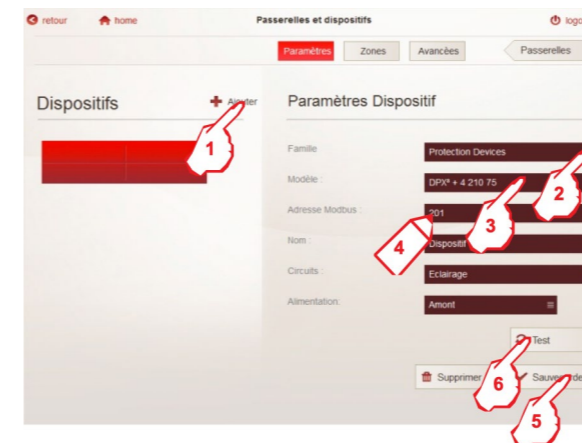 retour home Passerelles et dispositifs
Paramètres Zones Avancées Passerelles
Dispositifs Ajouter Paramètres Dispositif
1
Famille Protection Devices
2
Modèle : DPX³ + 4 210 75
3
Adresse Modbus : 201
4
Nom : Dispositif
Circuits : Eclairage
Alimentation: Amont
Test
Supprimer
6
5